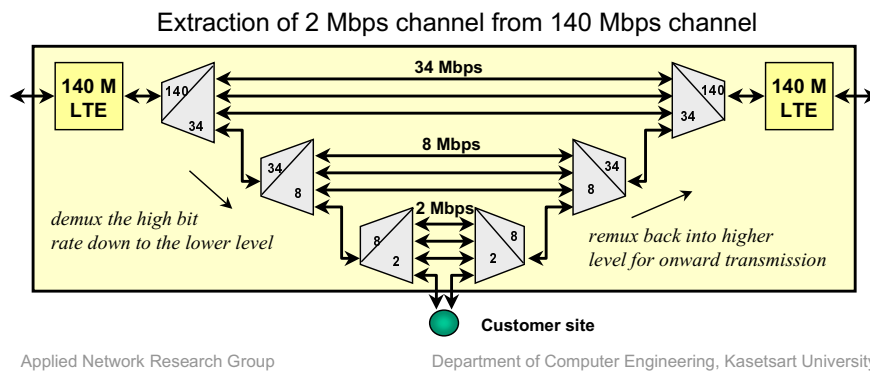 Extraction of 2 Mbps channel from 140 Mbps channel
34 Mbps
140 M
LTE
140
34
140
34
140 M
LTE
8 Mbps
34
8
34
8
demux the high bit
rate down to the lower level
2 Mbps
8
2
8
2
remux back into higher
level for onward transmission
Customer site
Applied Network Research Group
Department of Computer Engineering, Kasetsart University